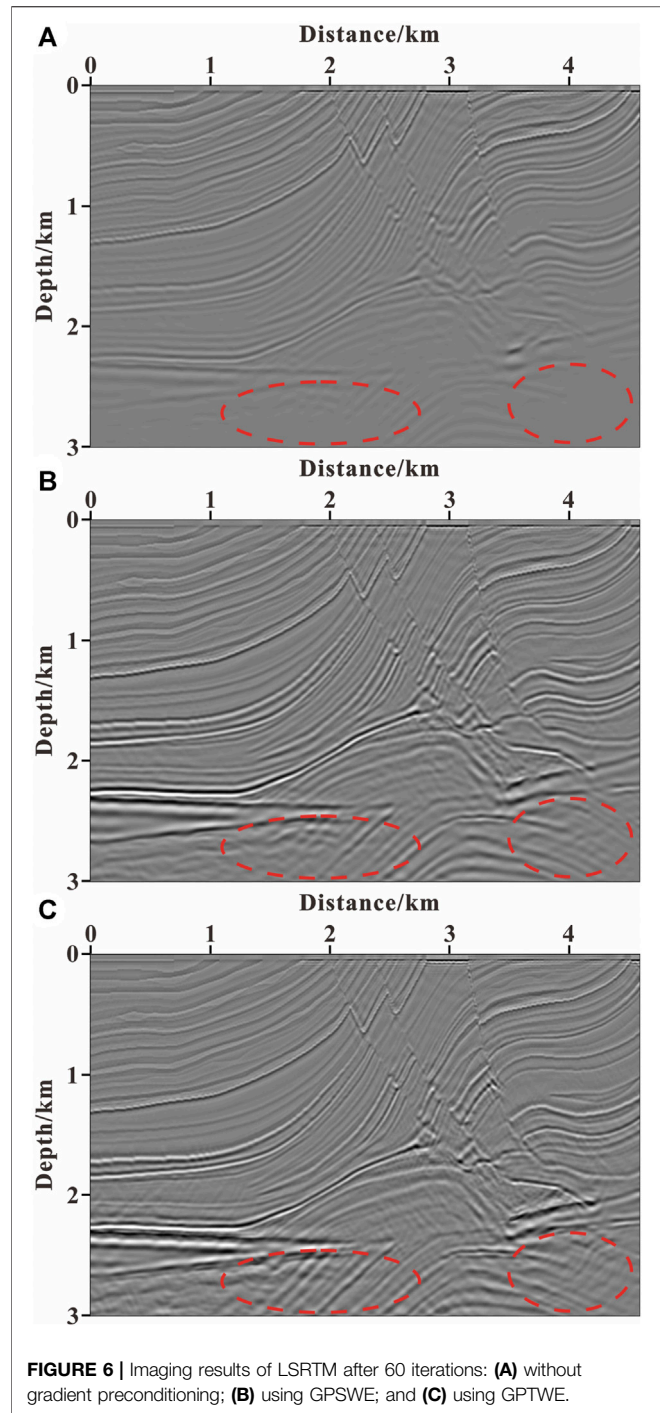 A
Distance/km
0 1 2 3 4
0
1
2
3
Depth/km
B
Distance/km
0 1 2 3 4
0
1
2
3
Depth/km
C
Distance/km
0 1 2 3 4
0
1
2
3
Depth/km
FIGURE 6 | Imaging results of LSRTM after 60 iterations: (A) without
gradient preconditioning; (B) using GPSWE; and (C) using GPTWE.